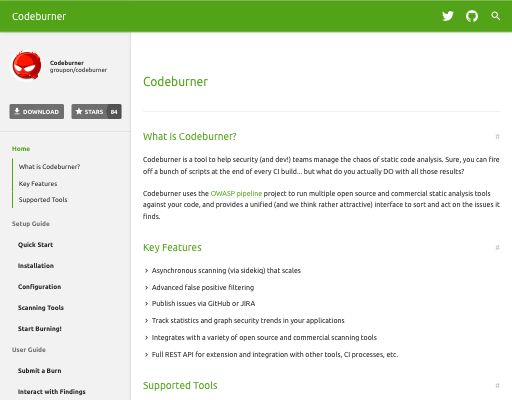 Codeburner
Codeburner
groupon/codeburner
DOWNLOAD
STARS 84
Home
What is Codeburner?
Key Features
Supported Tools
Setup Guide
Quick Start
Installation
Configuration
Scanning Tools
Start Burning!
User Guide
Submit a Burn
Interact with Findings
Codeburner
What is Codeburner? #
Codeburner is a tool to help security (and dev!) teams manage the chaos of static code analysis. Sure, you can fire
off a bunch of scripts at the end of every CI build... but what do you actually DO with all those results?
Codeburner uses the OWASP pipeline project to run multiple open source and commercial static analysis tools
against your code, and provides a unified (and we think rather attractive) interface to sort and act on the issues it
finds.
Key Features #
Asynchronous scanning (via sidekiq) that scales
Advanced false positive filtering
Publish issues via GitHub or JIRA
Track statistics and graph security trends in your applications
Integrates with a variety of open source and commercial scanning tools
Full REST API for extension and integration with other tools, CI processes, etc.
Supported Tools #